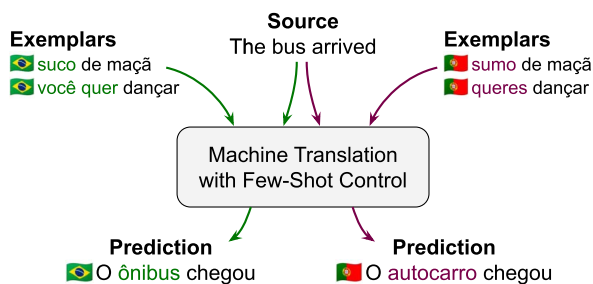 Exemplars
suco de maçã
você quer dançar
Source
The bus arrived
Exemplars
sumo de maçã
queres dançar
Machine Translation
with Few-Shot Control
Prediction
O ônibus chegou
Prediction
O autocarro chegou